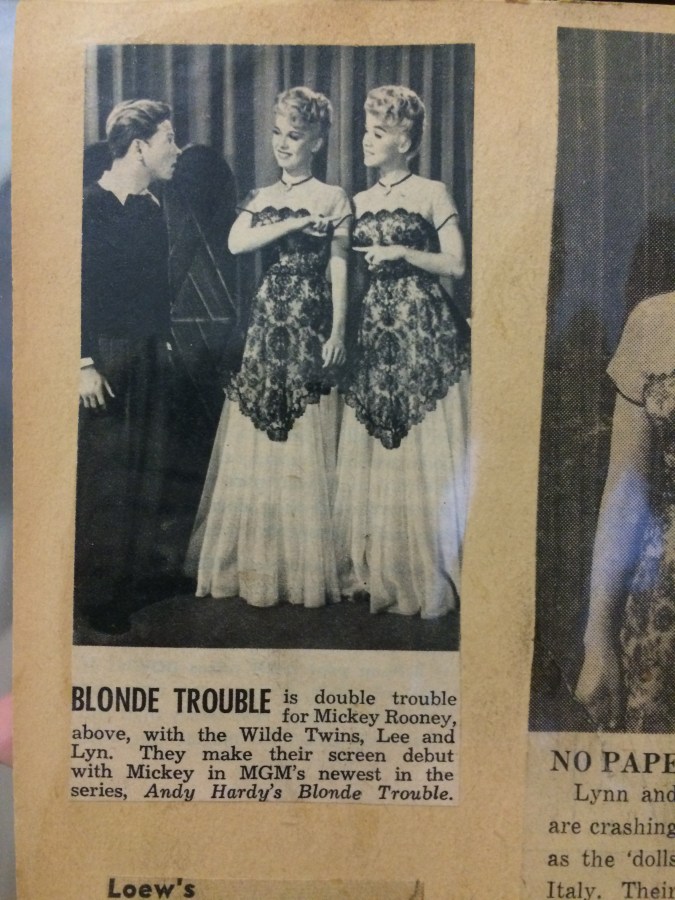 BLONDE TROUBLE is double trouble
for Mickey Rooney,
above, with the Wilde Twins, Lee and
Lyn. They make their screen debut
with Mickey in MGM's newest in the
series, Andy Hardy's Blonde Trouble.
Loew's
NO PAPE
Lynn and
are crashing
as the 'dolls
Italy. Their